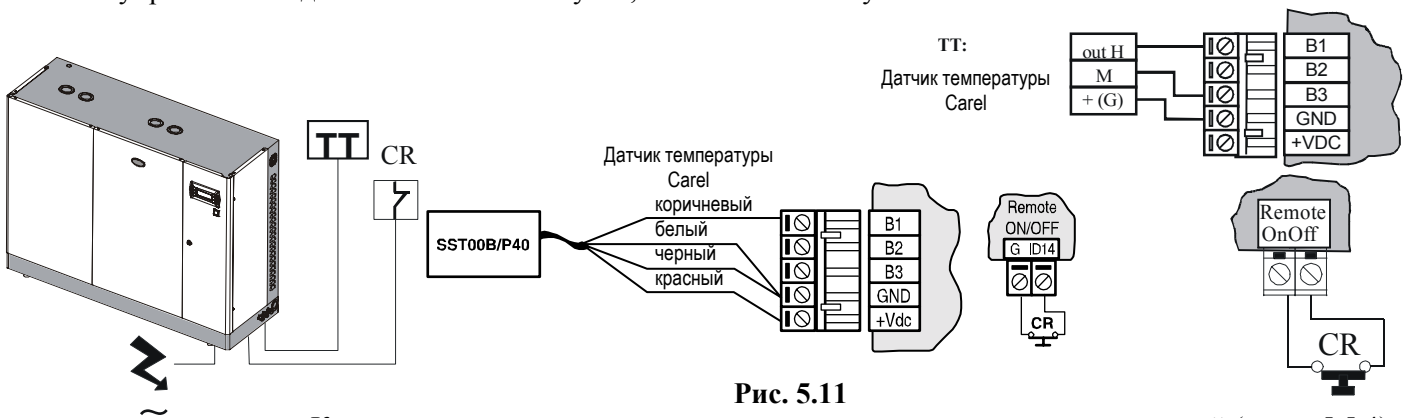 TT:
Датчик температуры
Carel
out H
M
+ (G)
B1
B2
B3
GND
+VDC
TT
CR
SST00B/P40
Датчик температуры
Carel
коричневый
белый
черный
красный
B1
B2
B3
GND
+Vdc
Remote
ON/OFF
G ID14
CR
Remote
OnOff
CR
Рис. 5.11